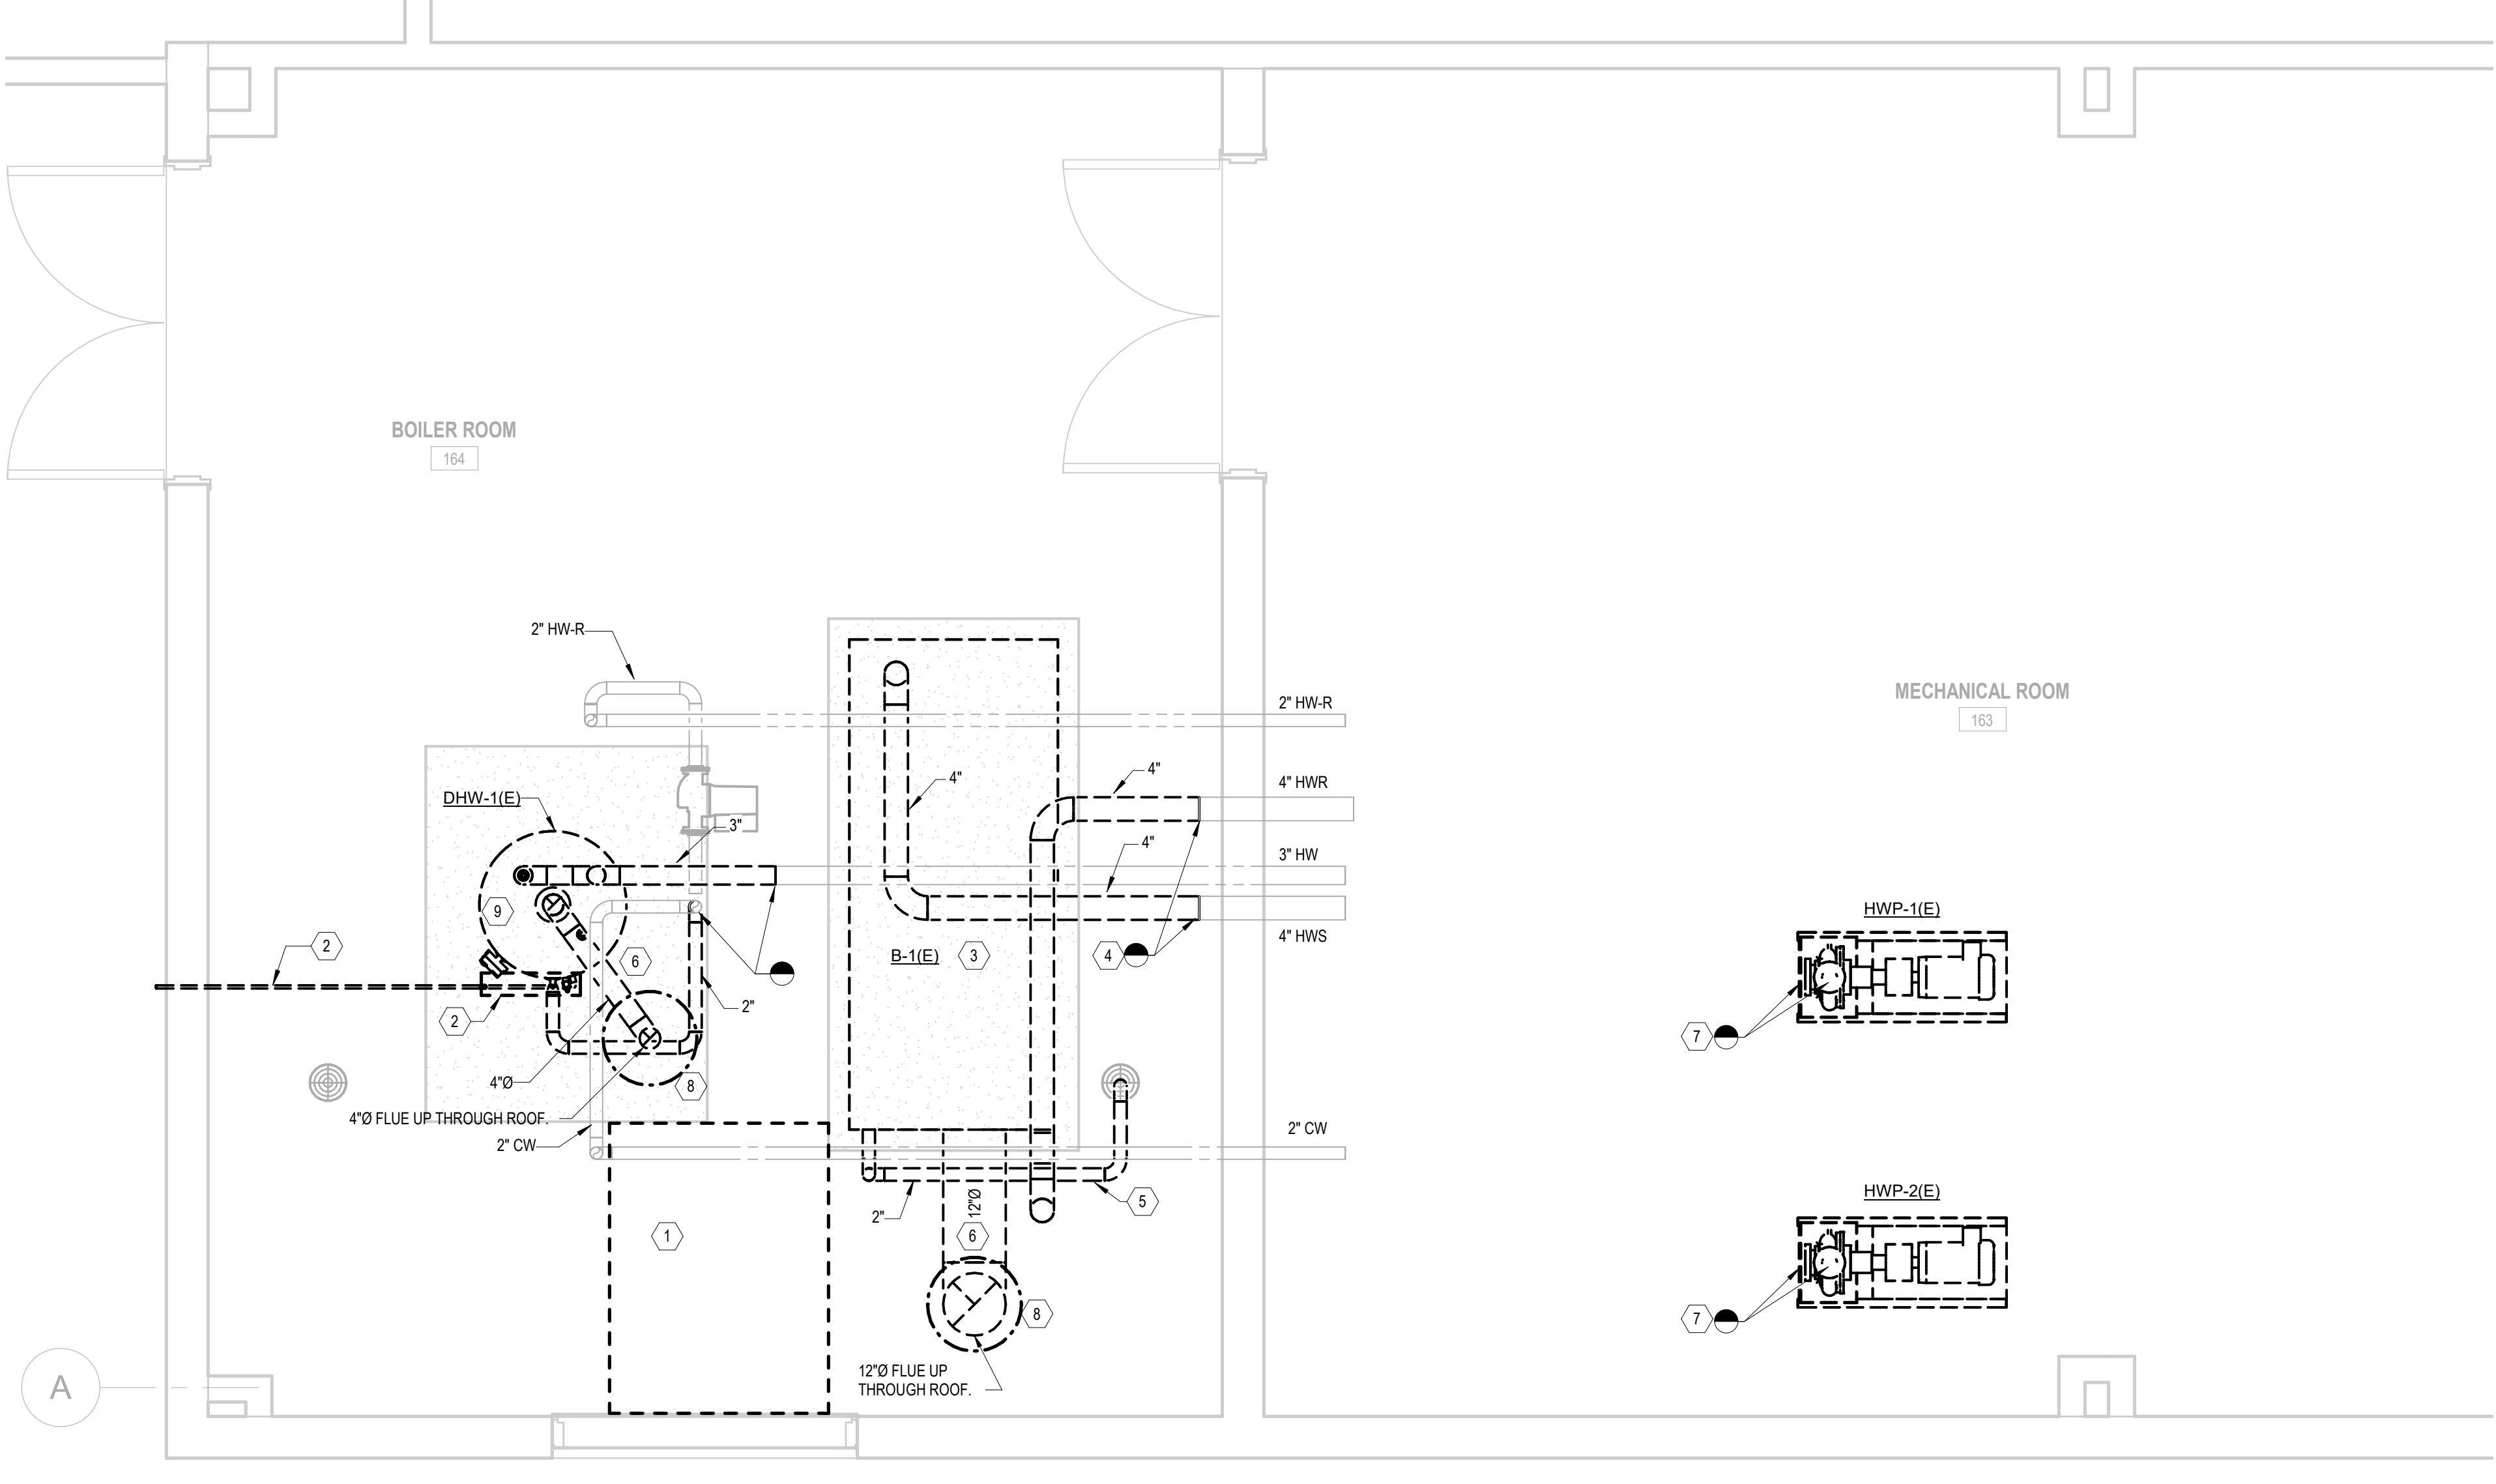 BOILER ROOM
164
2" HW-R
2" HW-R
MECHANICAL ROOM
163
4"
4"
4" HWR
DHW-1(E)
3"
4"
3" HW
9
HWP-1(E)
2
6
B-1(E)
3
4
4" HWS
2
2"
7
4"Ø
8
4"Ø FLUE UP THROUGH ROOF.
2" CW
2" CW
5
2"
12"Ø
HWP-2(E)
1
6
8
7
12"Ø FLUE UP
THROUGH ROOF.
A